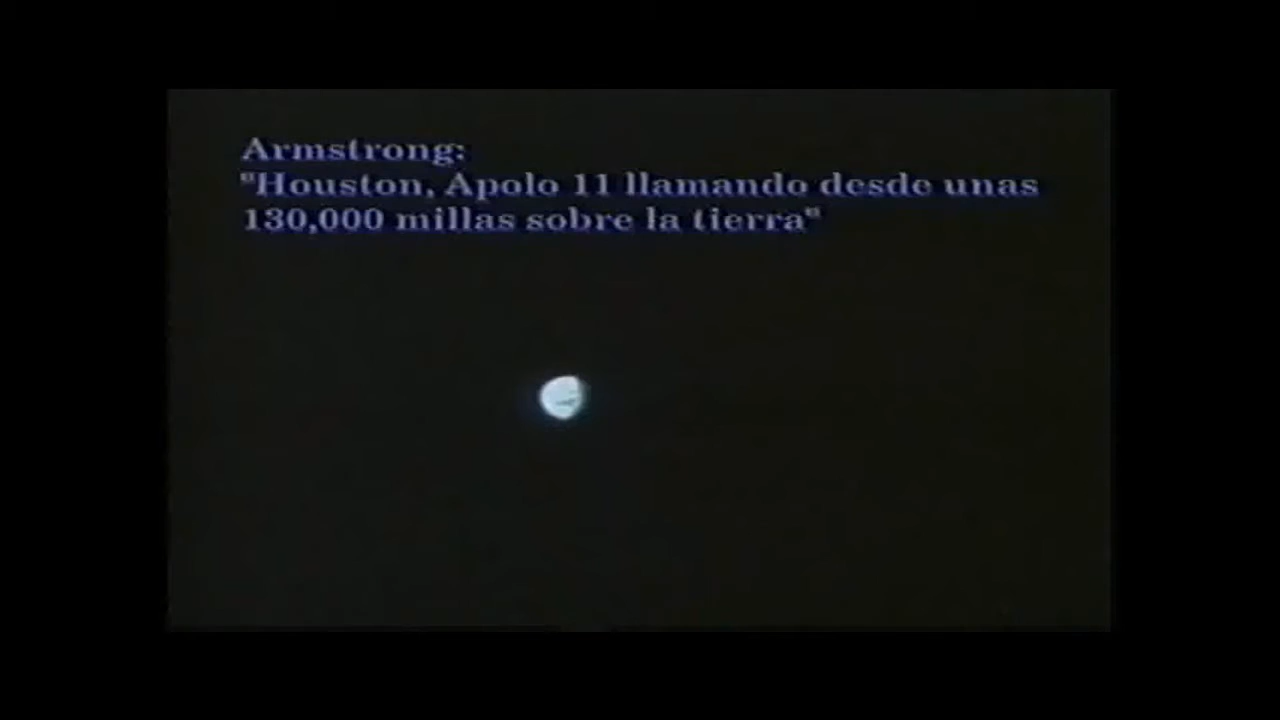 Armstrong:
"Houston, Apolo 11 llamando desde unas
130,000 millas sobre la tierra"